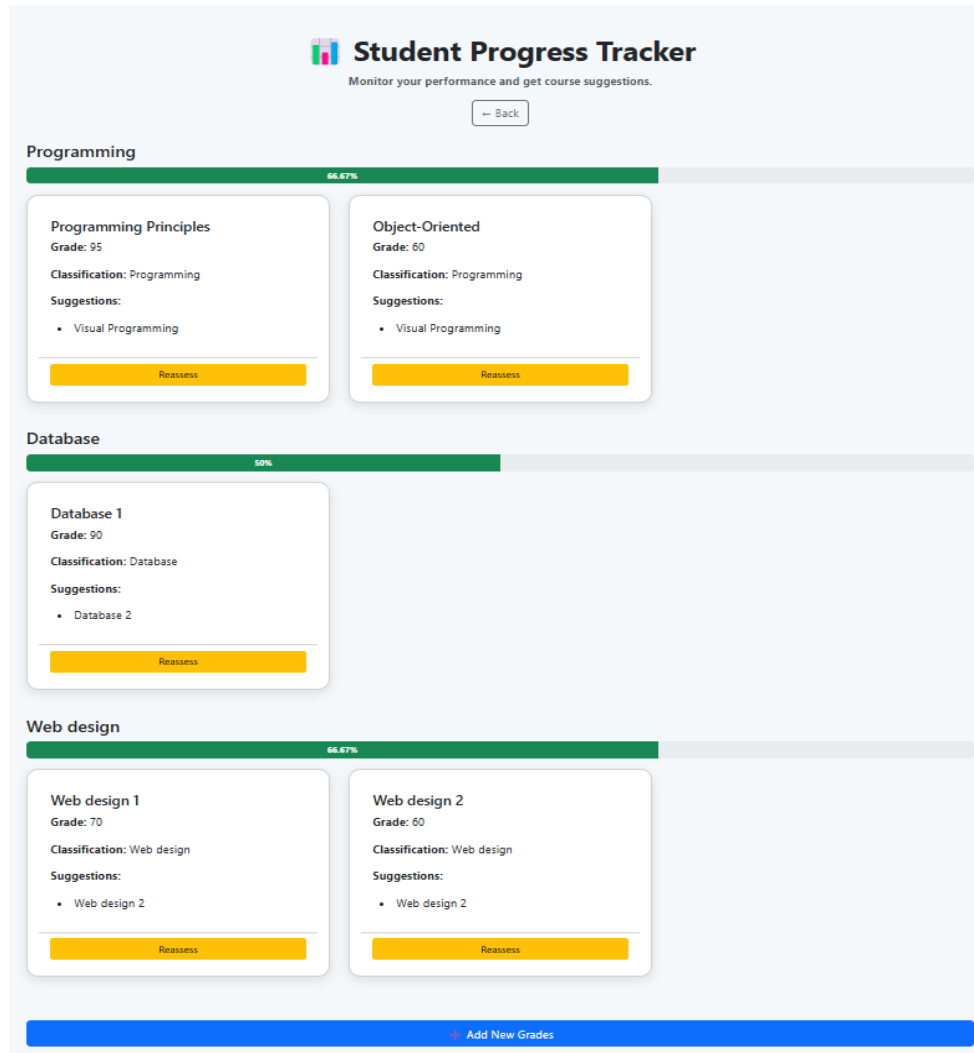 Student Progress Tracker
Monitor your performance and get course suggestions.
← Back
Programming
66.67%
Programming Principles
Grade: 95
Classification: Programming
Suggestions:
• Visual Programming
Reassess
Object-Oriented
Grade: 60
Classification: Programming
Suggestions:
• Visual Programming
Reassess
Database
50%
Database 1
Grade: 90
Classification: Database
Suggestions:
• Database 2
Reassess
Web design
66.67%
Web design 1
Grade: 70
Classification: Web design
Suggestions:
• Web design 2
Reassess
Web design 2
Grade: 60
Classification: Web design
Suggestions:
• Web design 2
Reassess
➕ Add New Grades